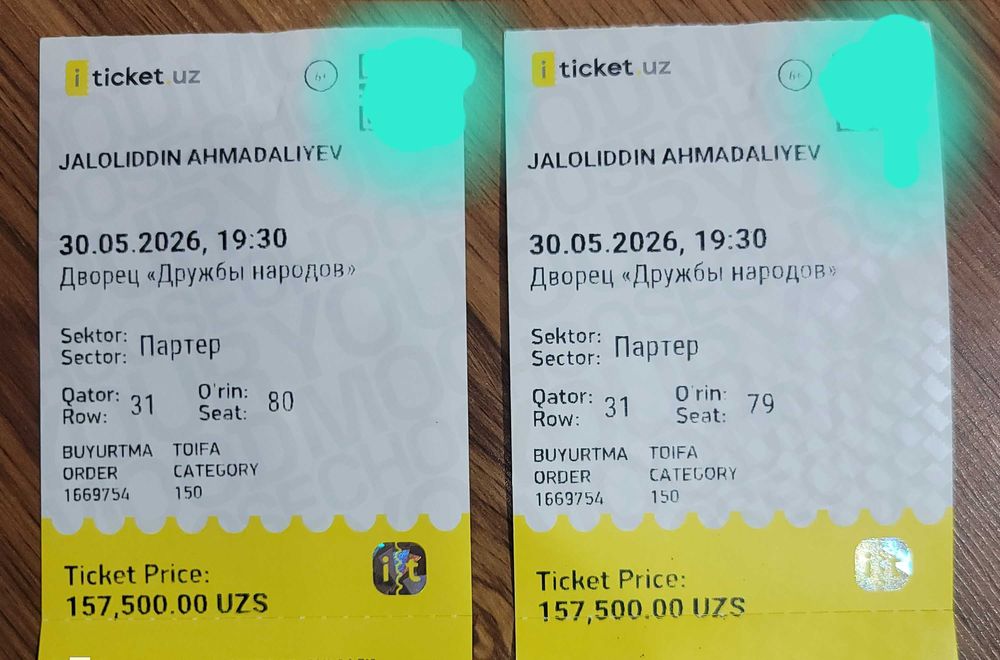 iticket.uz
6+
JALOLIDDIN AHMADALIYEV
30.05.2026, 19:30
Дворец «Дружбы народов»
Sektor:
Sector: Партер
Qator:
Row: 31
O'rin:
Seat: 80
BUYURTMA TOIFA
ORDER CATEGORY
1669754 150
Ticket Price:
157,500.00 UZS
it
iticket.uz
6+
JALOLIDDIN AHMADALIYEV
30.05.2026, 19:30
Дворец «Дружбы народов»
Sektor:
Sector: Партер
Qator:
Row: 31
O'rin:
Seat: 79
BUYURTMA TOIFA
ORDER CATEGORY
1669754 150
Ticket Price:
157,500.00 UZS
it